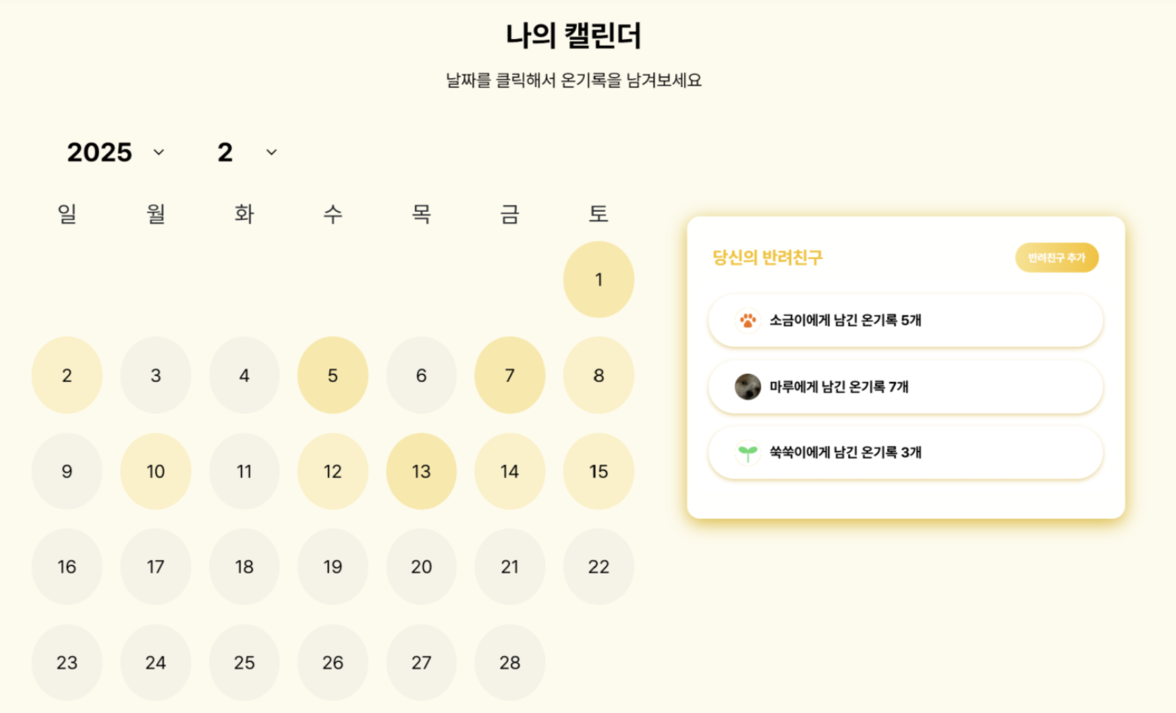 나의 캘린더
날짜를 클릭해서 온기록을 남겨보세요
2025 2
일 월 화 수 목 금 토
1
2 3 4 5 6 7 8
9 10 11 12 13 14 15
16 17 18 19 20 21 22
23 24 25 26 27 28
당신의 반려친구 반려친구 추가
소금이에게 남긴 온기록 5개
마루에게 남긴 온기록 7개
쑥쑥이에게 남긴 온기록 3개